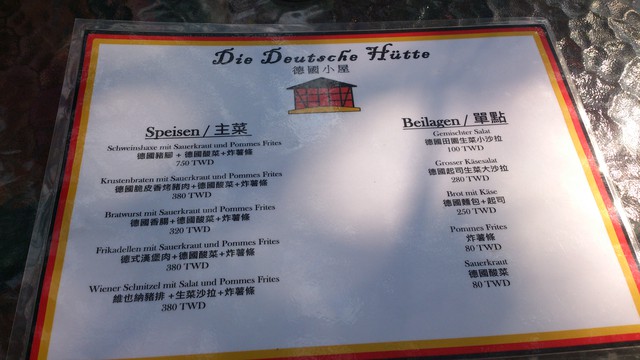 Die Deutsche Hütte
德國小屋
Speisen / 主菜
Schweinshaxe mit Sauerkraut und Pommes Frites
德國豬腳 + 德國酸菜+炸薯條
750 TWD
Krustenbraten mit Sauerkraut und Pommes Frites
德國脆皮香烤豬肉+德國酸菜+炸薯條
380 TWD
Bratwurst mit Sauerkraut und Pommes Frites
德國香腸+德國酸菜+炸薯條
320 TWD
Frikadellen mit Sauerkraut und Pommes Frites
德式漢堡肉+德國酸菜+炸薯條
380 TWD
Wiener Schnitzel mit Salat und Pommes Frites
維也納豬排 +生菜沙拉+炸薯條
380 TWD
Beilagen / 單點
Gemischter Salat
德國田園生菜小沙拉
100 TWD
Grosser Käsesalat
德國起司生菜大沙拉
280 TWD
Brot mit Käse
德國麵包+起司
250 TWD
Pommes Frites
炸薯條
80 TWD
Sauerkraut
德國酸菜
80 TWD